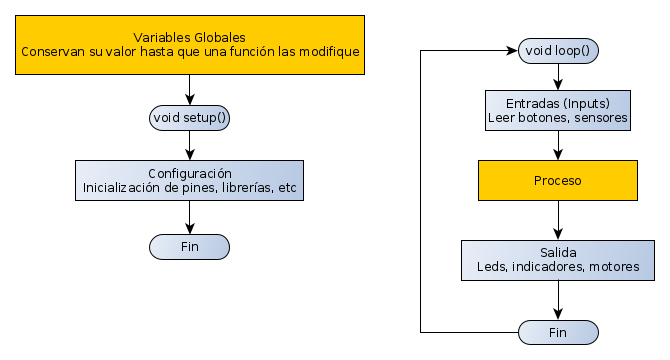 Variables Globales
Conservan su valor hasta que una función las modifique
void setup()
Configuración
Inicialización de pines, librerías, etc
Fin
void loop()
Entradas (Inputs)
Leer botones, sensores
Proceso
Salida
Leds, indicadores, motores
Fin